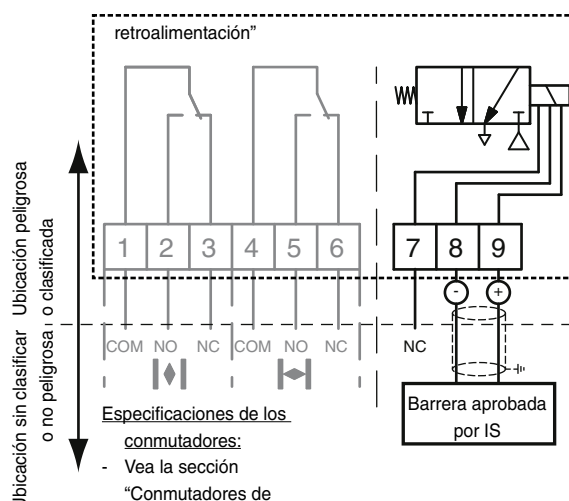 retroalimentación”
Ubicación peligrosa
o clasificada
Ubicación sin clasificar
o no peligrosa
1 2 3 4 5 6 7 8 9
- +
COM NO NC COM NO NC NC
Barrera aprobada
por IS
Especificaciones de los
conmutadores:
- Vea la sección
“Conmutadores de